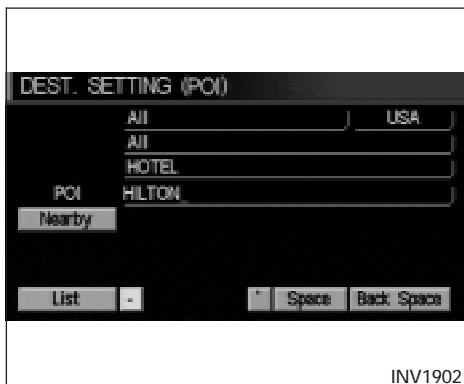 DEST. SETTING (POI)
All USA
All
HOTEL
POI HILTON_
Nearby
List - ' Space Back Space
INV1902